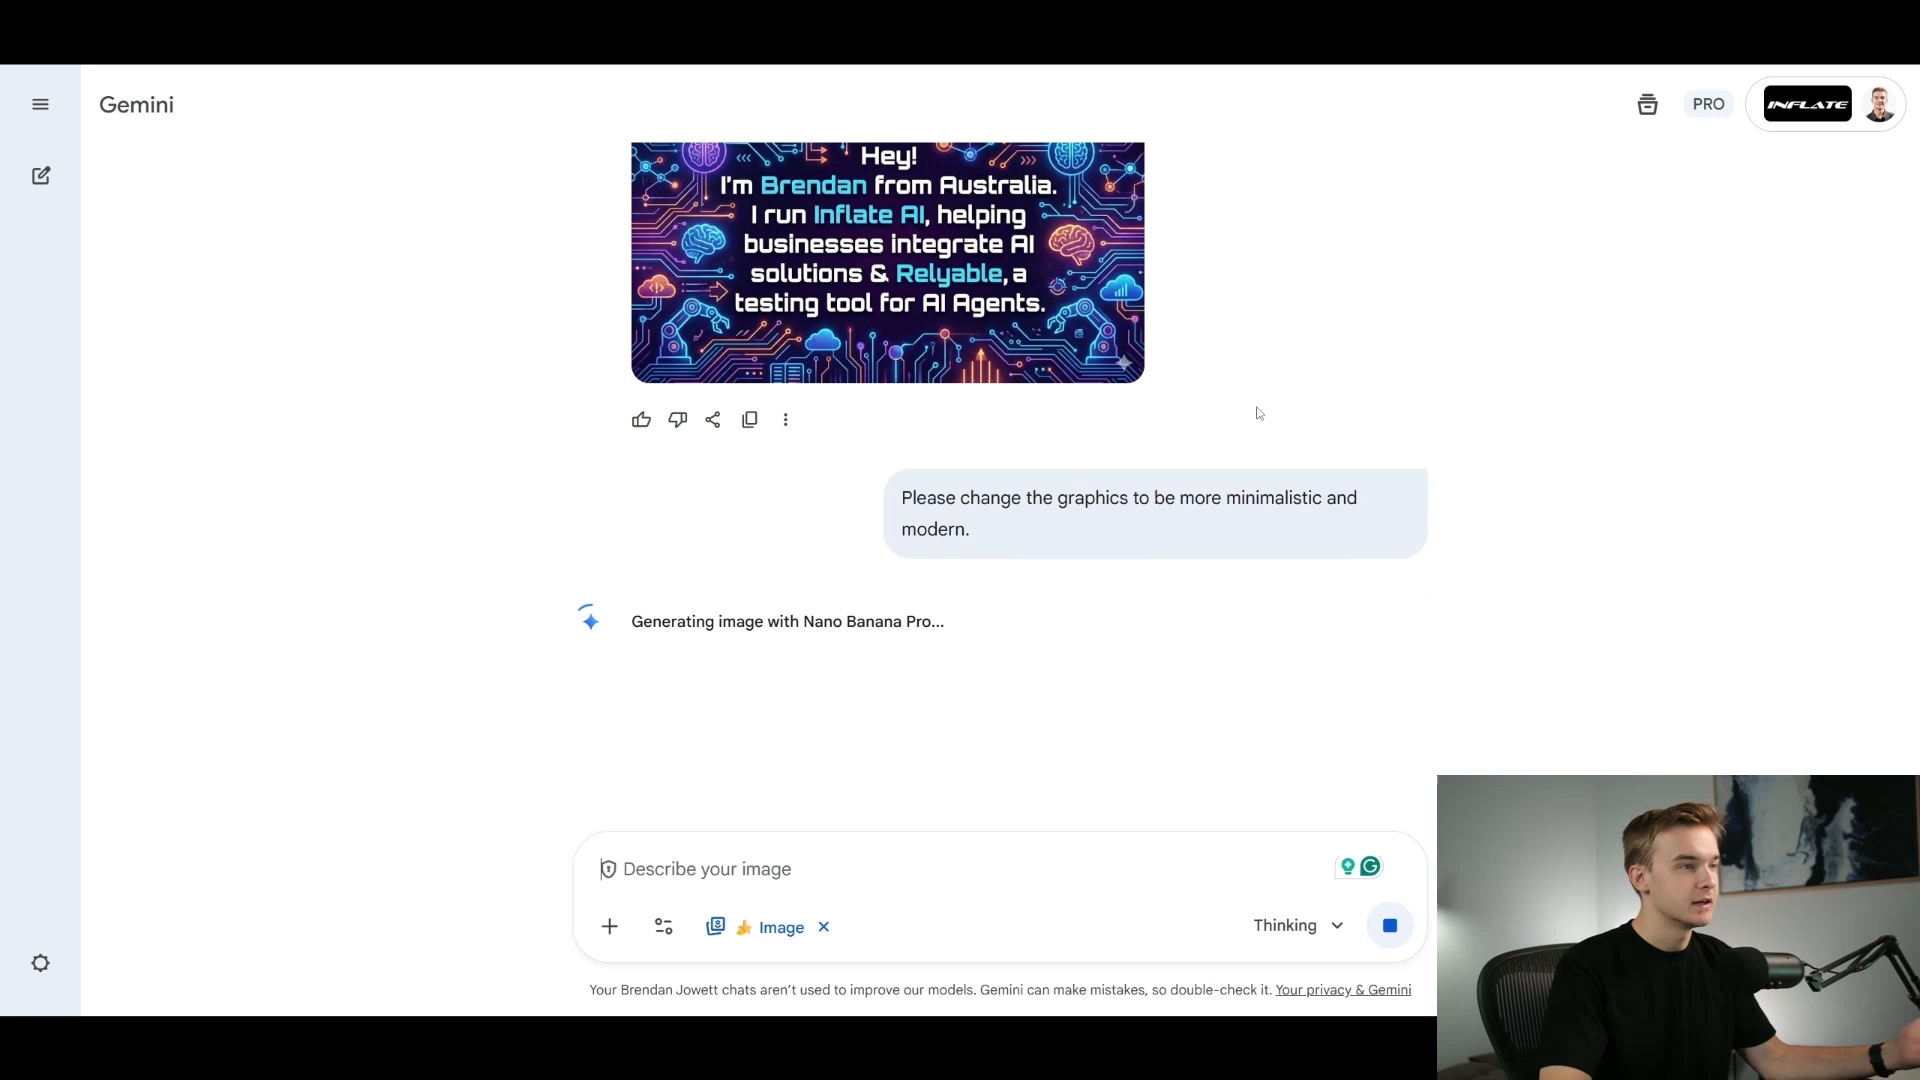 Gemini
PRO
INFLATE
Hey!
I'm Brendan from Australia.
I run Inflate AI, helping
businesses integrate AI
solutions & Relyable, a
testing tool for AI Agents.
Please change the graphics to be more minimalistic and
modern.
Generating image with Nano Banana Pro...
Describe your image
Image
Thinking
Your Brendan Jowett chats aren't used to improve our models. Gemini can make mistakes, so double-check it. Your privacy & Gemini